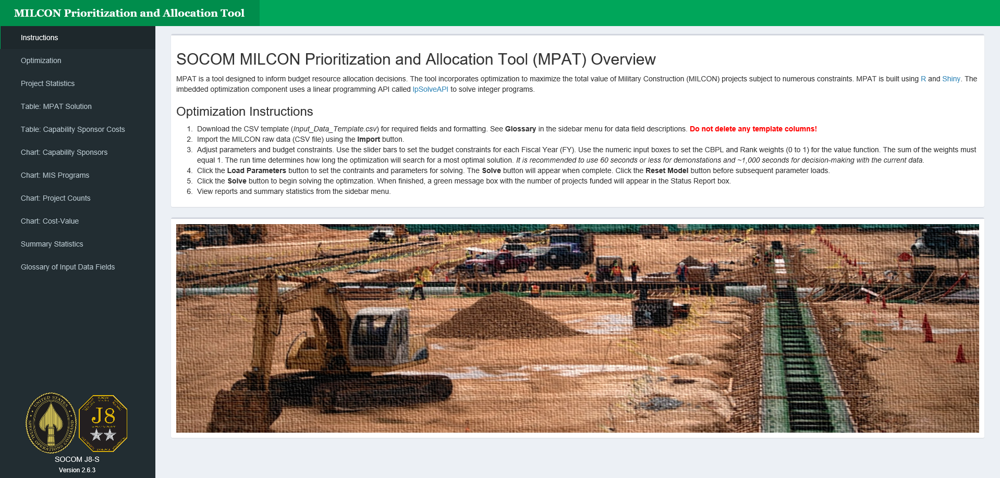 MILCON Prioritization and Allocation Tool
Instructions
Optimization
Project Statistics
Table: MPAT Solution
Table: Capability Sponsor Costs
Chart: Capability Sponsors
Chart: MIS Programs
Chart: Project Counts
Chart: Cost-Value
Summary Statistics
Glossary of Input Data Fields
UNITED STATES
SPECIAL OPERATIONS COMMAND
J8
SOCOM J8-S
Version 2.6.3
SOCOM MILCON Prioritization and Allocation Tool (MPAT) Overview
MPAT is a tool designed to inform budget resource allocation decisions. The tool incorporates optimization to maximize the total value of Military Construction (MILCON) projects subject to numerous constraints. MPAT is built using R and Shiny. The
imbedded optimization component uses a linear programming API called lpSolveAPI to solve integer programs.
Optimization Instructions
1. Download the CSV template (Input_Data_Template.csv) for required fields and formatting. See Glossary in the sidebar menu for data field descriptions. Do not delete any template columns!
2. Import the MILCON raw data (CSV file) using the Import button.
3. Adjust parameters and budget constraints. Use the slider bars to set the budget constraints for each Fiscal Year (FY). Use the numeric input boxes to set the CBPL and Rank weights (0 to 1) for the value function. The sum of the weights must
equal 1. The run time determines how long the optimization will search for a most optimal solution. It is recommended to use 60 seconds or less for demonstations and ~1,000 seconds for decision-making with the current data.
4. Click the Load Parameters button to set the contraints and parameters for solving. The Solve button will appear when complete. Click the Reset Model button before subsequent parameter loads.
5. Click the Solve button to begin solving the optimzation. When finished, a green message box with the number of projects funded will appear in the Status Report box.
6. View reports and summary statistics from the sidebar menu.